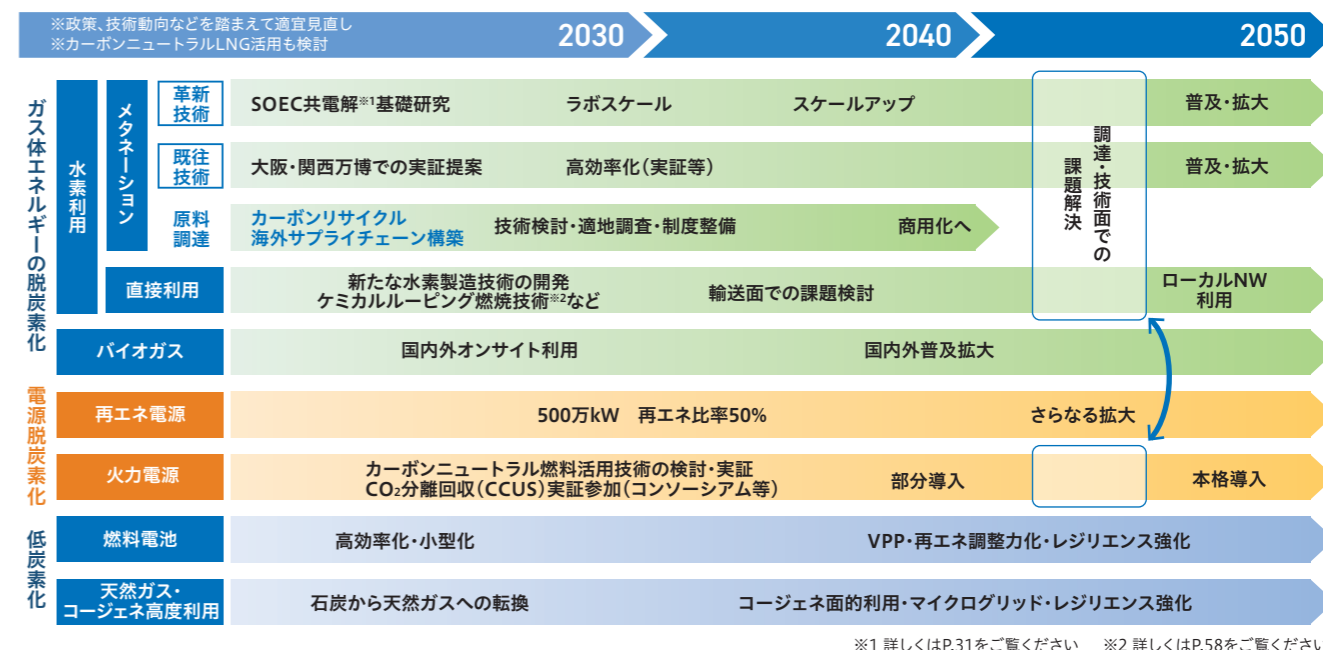 ※政策、技術動向などを踏まえて適宜見直し
※カーボンニュートラルLNG活用も検討
2030
2040
2050
ガス体エネルギーの脱炭素化
水素利用
メタネーション
革新
技術
SOEC共電解※1基礎研究
ラボスケール
スケールアップ
普及・拡大
既往
技術
大阪・関西万博での実証提案
高効率化（実証等）
普及・拡大
原料
調達
カーボンリサイクル
海外サプライチェーン構築
技術検討・適地調査・制度整備
商用化へ
調達・技術面での
課題解決
直接利用
新たな水素製造技術の開発
ケミカルルーピング燃焼技術※2など
輸送面での課題検討
ローカルNW
利用
バイオガス
国内外オンサイト利用
国内外普及拡大
電源脱炭素化
再エネ電源
500万kW 再エネ比率50%
さらなる拡大
火力電源
カーボンニュートラル燃料活用技術の検討・実証
CO₂分離回収（CCUS）実証参加（コンソーシアム等）
部分導入
本格導入
低炭素化
燃料電池
高効率化・小型化
VPP・再エネ調整力化・レジリエンス強化
天然ガス・
コージェネ高度利用
石炭から天然ガスへの転換
コージェネ面的利用・マイクログリッド・レジリエンス強化
※1 詳しくはP.31をご覧ください ※2 詳しくはP.58をご覧ください